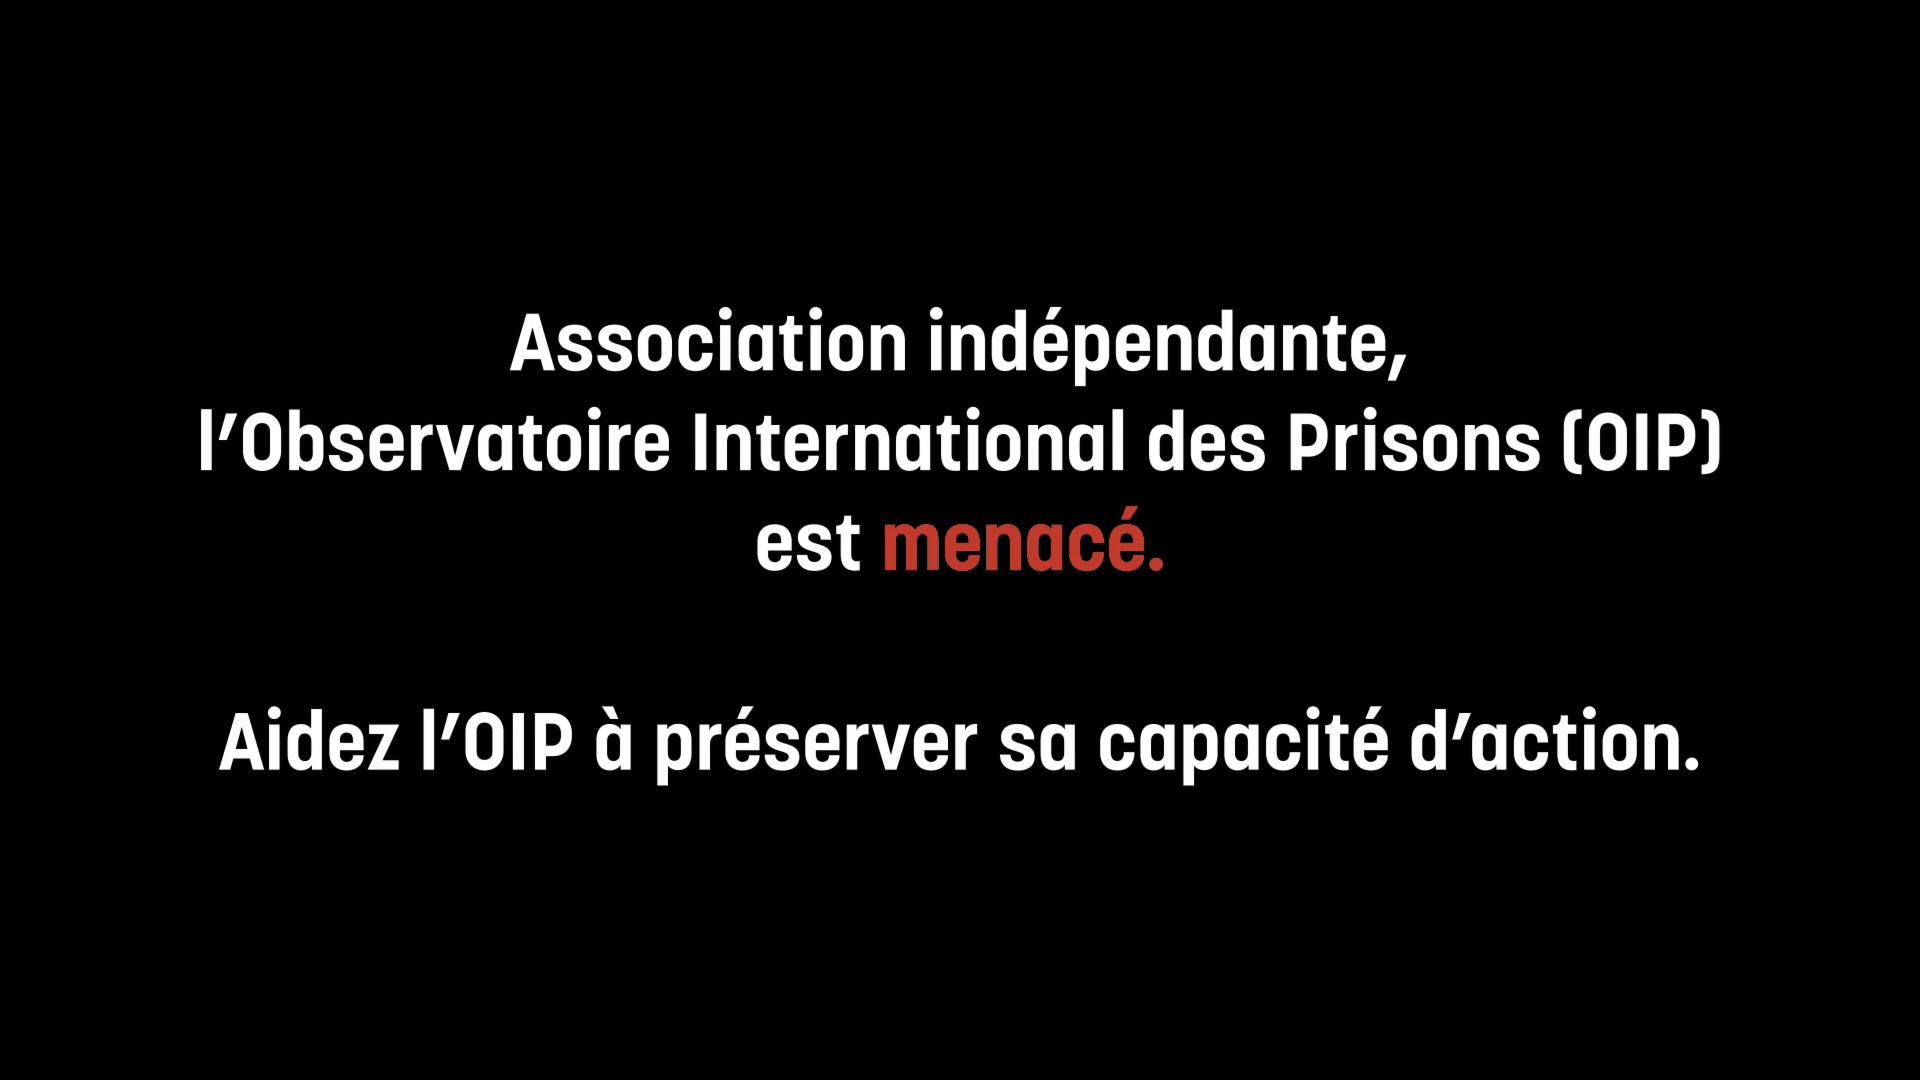 Association indépendante,
l’Observatoire International des Prisons (OIP)
est menacé.
Aidez l’OIP à préserver sa capacité d’action.